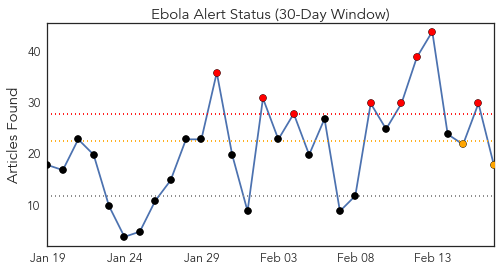 Ebola Alert Status (30-Day Window)
Articles Found
40
30
20
10
Jan 19 Jan 24 Jan 29 Feb 03 Feb 08 Feb 13